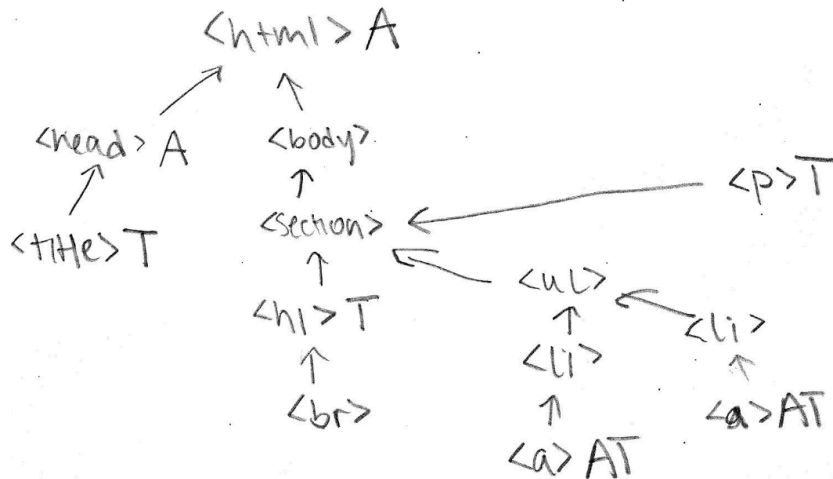 <html> A
<head> A
<body>
<p> T
<title> T
<section>
<ul>
<h1> T
<li>
<li>
<br>
<a> AT
<a> AT